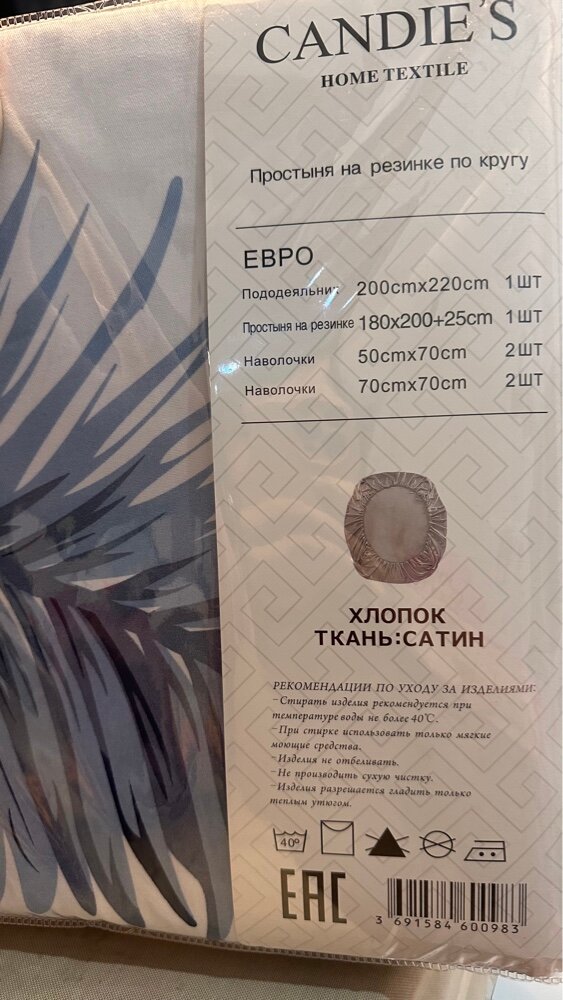 CANDIE'S
HOME TEXTILE
Простыня на резинке по кругу
ЕВРО
Пододеяльник 200cmx220cm 1ШТ
Простыня на резинке 180x200+25cm 1ШТ
Наволочки 50cmx70cm 2ШТ
Наволочки 70cmx70cm 2ШТ
ХЛОПОК
ТКАНЬ:САТИН
РЕКОМЕНДАЦИИ ПО УХОДУ ЗА ИЗДЕЛИЯМИ:
-Стирать изделия рекомендуется при
температуре воды не более 40℃.
-При стирке использовать только мягкие
моющие средства.
-Изделия не отбеливать.
-Не производить сухую чистку.
-Изделия разрешается гладить только
теплым утюгом.
40°
EAC
3 691584 600983